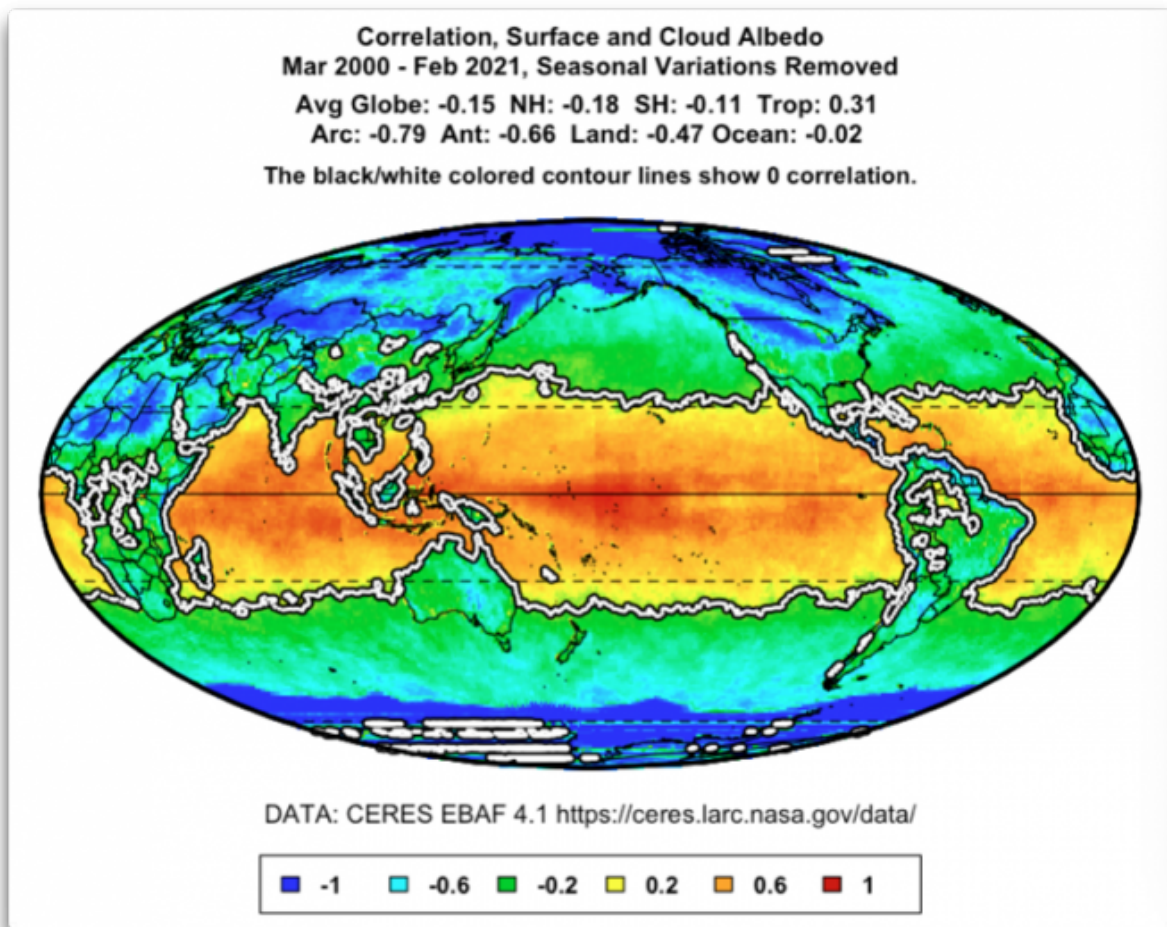 Correlation, Surface and Cloud Albedo
Mar 2000 - Feb 2021, Seasonal Variations Removed
Avg Globe: -0.15 NH: -0.18 SH: -0.11 Trop: 0.31
Arc: -0.79 Ant: -0.66 Land: -0.47 Ocean: -0.02
The black/white colored contour lines show 0 correlation.
DATA: CERES EBAF 4.1 https://ceres.larc.nasa.gov/data/
-1 -0.6 -0.2 0.2 0.6 1